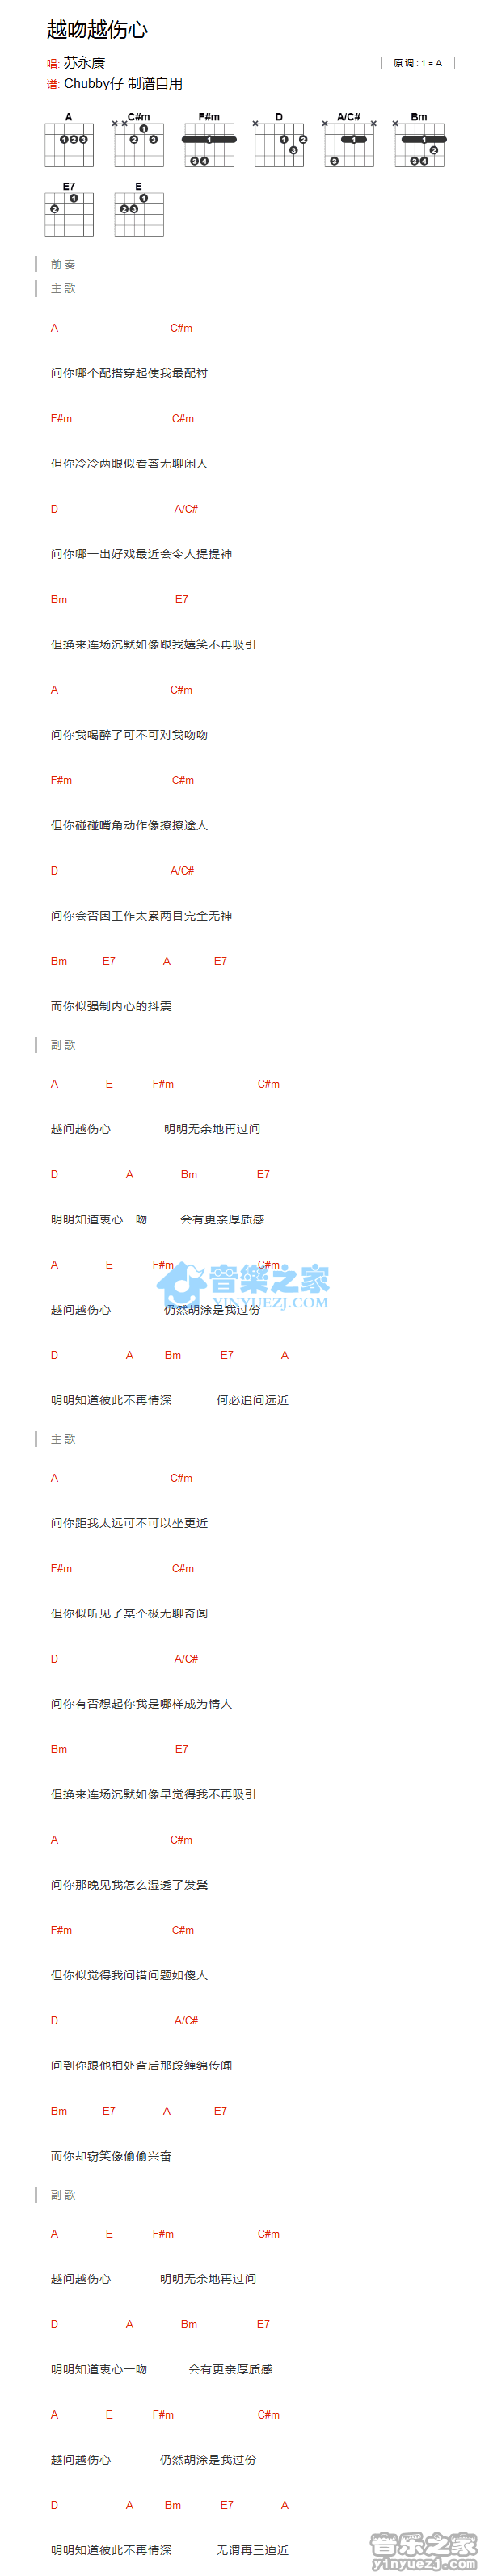 越吻越伤心
唱: 苏永康
原调: 1 = A
谱: Chubby仔 制谱自用
A C#m F#m D A/C# Bm
E7 E
前奏
主歌
A C#m
问你哪个配搭穿起使我最配衬
F#m C#m
但你冷冷两眼似看著无聊闲人
D A/C#
问你哪一出好戏最近会令人提提神
Bm E7
但换来连场沉默如像跟我嬉笑不再吸引
A C#m
问你我喝醉了可不可对我吻吻
F#m C#m
但你碰碰嘴角动作像撩撩途人
D A/C#
问你会否因工作太累两目完全无神
Bm E7 A E7
而你似强制内心的抖震
副歌
A E F#m C#m
越问越伤心 明明无余地再过问
D A Bm E7
明明知道衷心一吻 会有更亲厚质感
A E F#m C#m
越问越伤心 仍然胡涂是我过份
D A Bm E7 A
明明知道彼此不再情深 何必追问远近
音樂之家
YINYUEZJ.COM
主歌
A C#m
问你距我太远可不可以坐更近
F#m C#m
但你似听见了某个极无聊奇闻
D A/C#
问你有否想起你我是哪样成为情人
Bm E7
但换来连场沉默如像早觉得我不再吸引
A C#m
问你那晚见我怎么湿透了发鬓
F#m C#m
但你似觉得我问错问题如傻人
D A/C#
问到你跟他相处背后那段缠绵传闻
Bm E7 A E7
而你却窃笑像偷偷兴奋
副歌
A E F#m C#m
越问越伤心 明明无余地再过问
D A Bm E7
明明知道衷心一吻 会有更亲厚质感
A E F#m C#m
越问越伤心 仍然胡涂是我过份
D A Bm E7 A
明明知道彼此不再情深 无谓再三迫近
音乐之家
yinyuezj.com